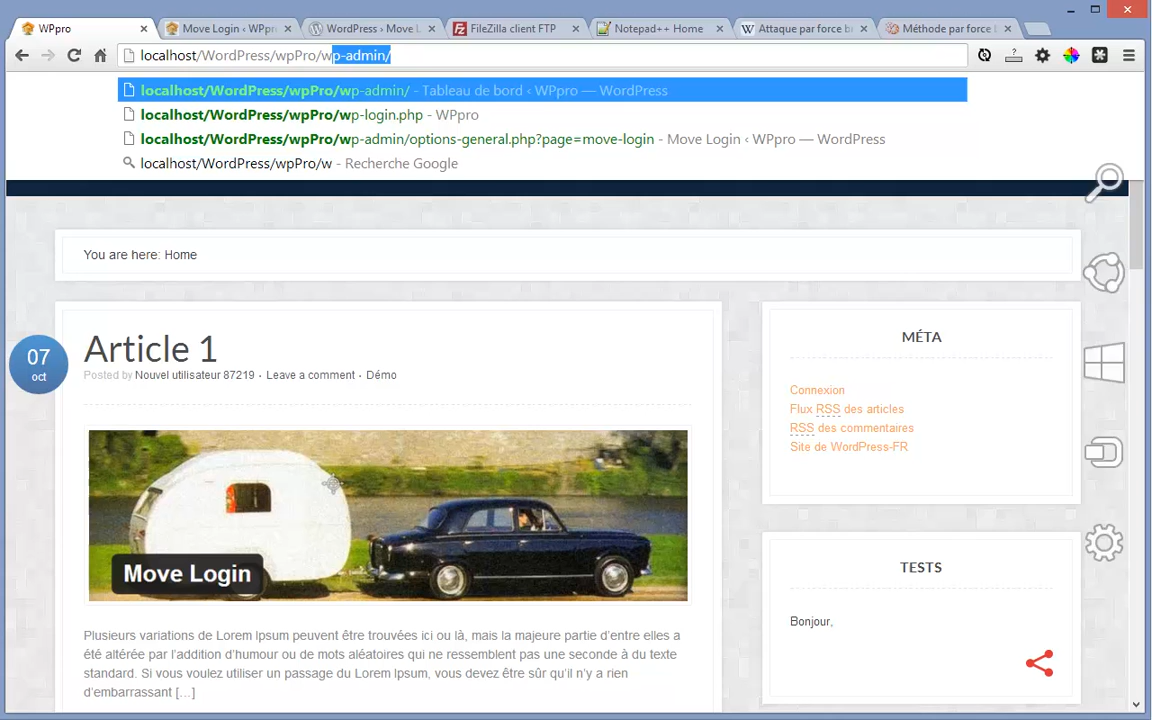 WPpro
Move Login ‹ WPpr
WordPress › Move L
FileZilla client FTP
Notepad++ Home
Attaque par force b
Méthode par force b
localhost/WordPress/wpPro/wp-admin/
localhost/WordPress/wpPro/wp-admin/ - Tableau de bord ‹ WPpro — WordPress
localhost/WordPress/wpPro/wp-login.php - WPpro
localhost/WordPress/wpPro/wp-admin/options-general.php?page=move-login - Move Login ‹ WPpro — WordPress
localhost/WordPress/wpPro/w - Recherche Google
You are here: Home
07
oct
Article 1
Posted by Nouvel utilisateur 87219 · Leave a comment · Démo
Move Login
Plusieurs variations de Lorem Ipsum peuvent être trouvées ici ou là, mais la majeure partie d'entre elles a
été altérée par l'addition d'humour ou de mots aléatoires qui ne ressemblent pas une seconde à du texte
standard. Si vous voulez utiliser un passage du Lorem Ipsum, vous devez être sûr qu'il n'y a rien
d'embarrassant […]
MÉTA
Connexion
Flux RSS des articles
RSS des commentaires
Site de WordPress-FR
TESTS
Bonjour,